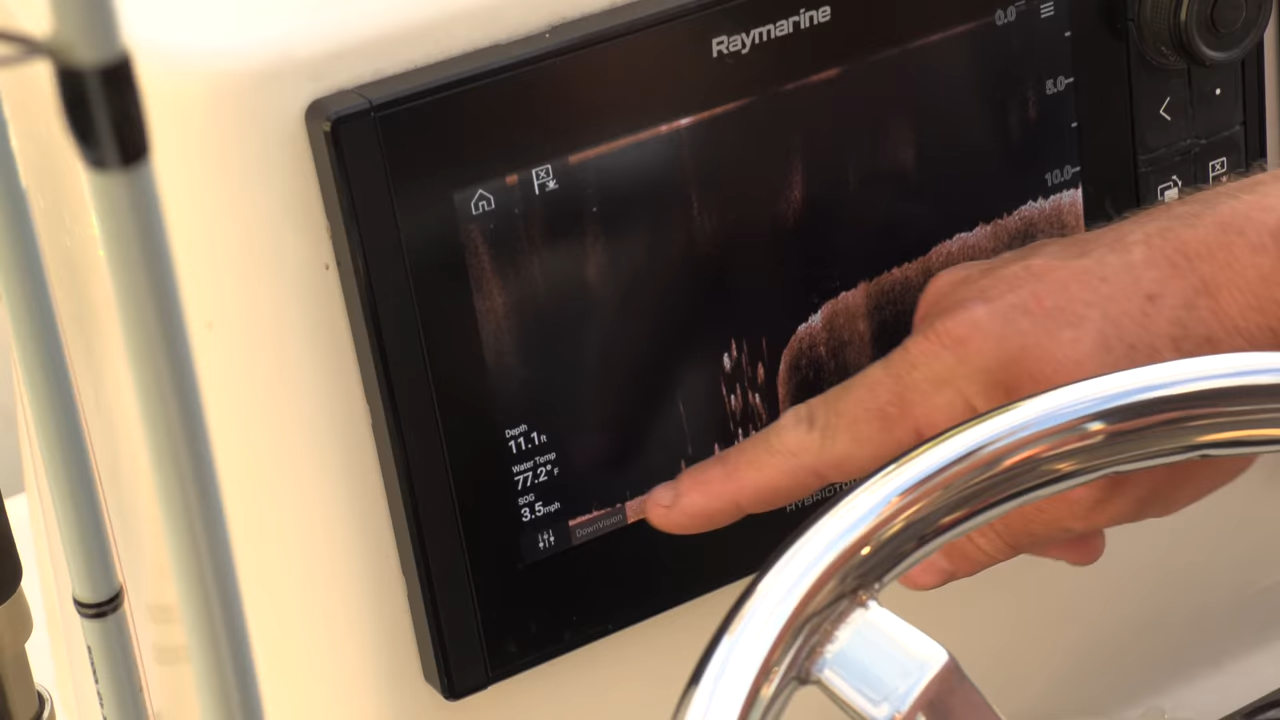 Raymarine
0.0
5.0
10.0
Depth
11.1ft
Water Temp
77.2° F
SOG
3.5mph
DownVision